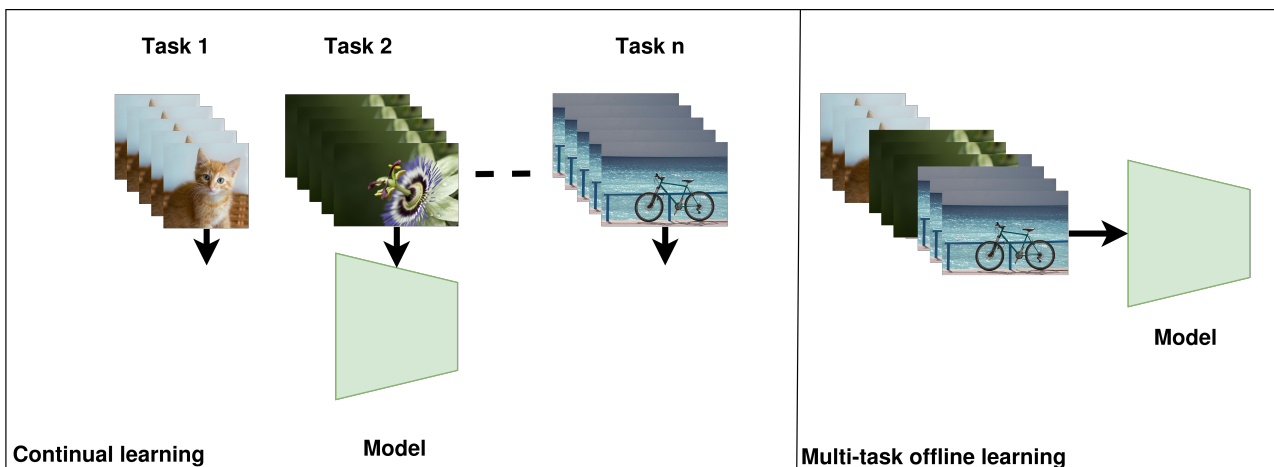 Task 1
Task 2
Task n
Model
Continual learning
Model
Multi-task offline learning